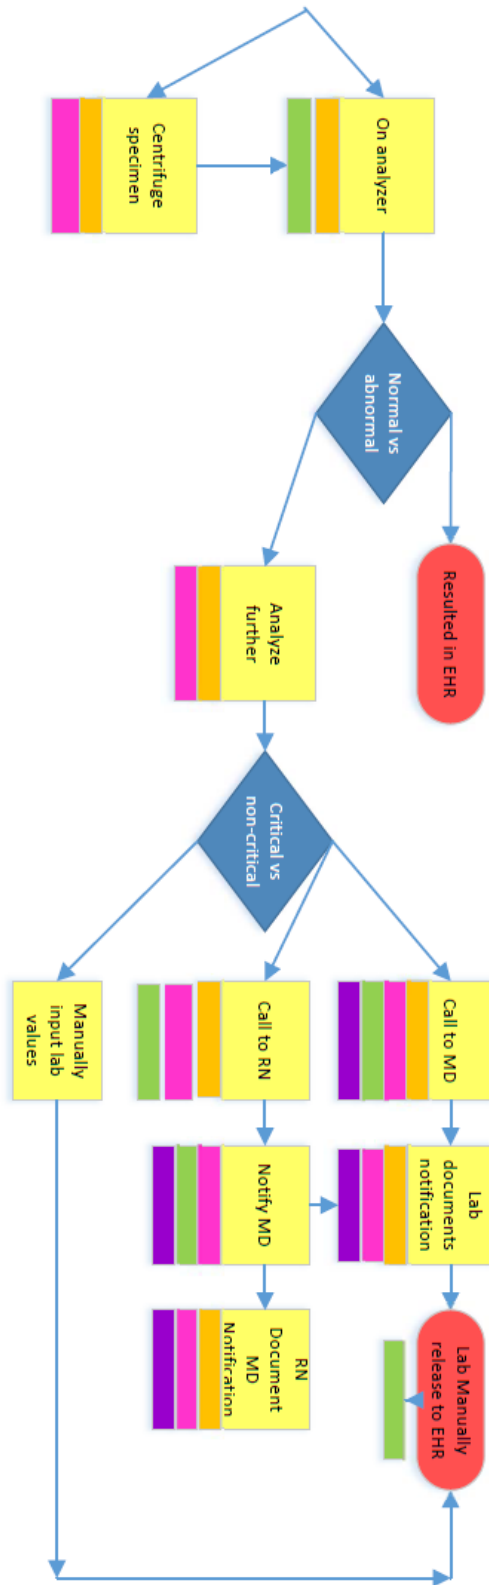 On analyzer
Centrifuge
specimen
Normal vs
abnormal
Resulted in EHR
Analyze
further
Critical vs
non-critical
Call to MD
Lab
documents
notification
Lab Manually
release to EHR
Call to RN
Notify MD
RN
Document
MD
Notification
Manually
input lab
values